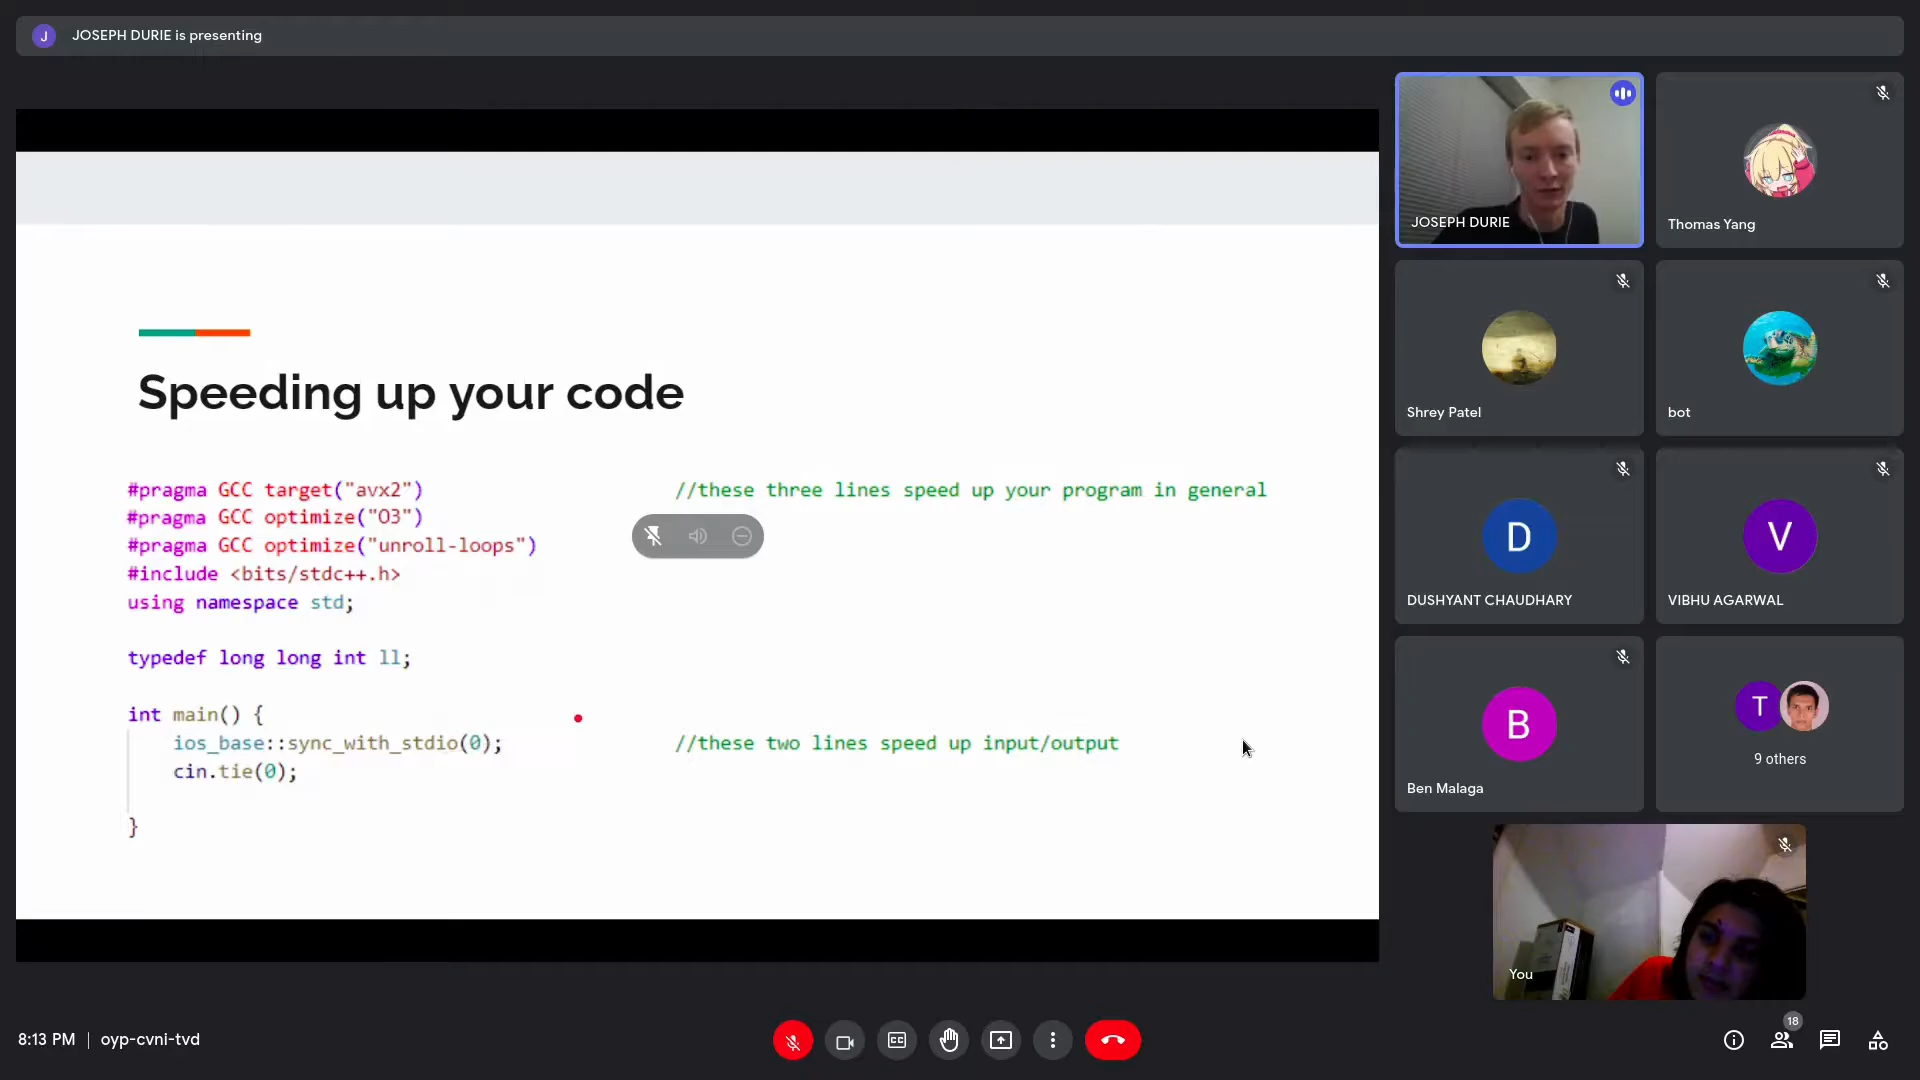 J JOSEPH DURIE is presenting
Speeding up your code
#pragma GCC target("avx2") //these three lines speed up your program in general
#pragma GCC optimize("O3")
#pragma GCC optimize("unroll-loops")
#include <bits/stdc++.h>
using namespace std;
typedef long long int ll;
int main() {
ios_base::sync_with_stdio(0); //these two lines speed up input/output
cin.tie(0);
}
JOSEPH DURIE
Thomas Yang
Shrey Patel
bot
D
DUSHYANT CHAUDHARY
V
VIBHU AGARWAL
B
Ben Malaga
T
9 others
You
8:13 PM | oyp-cvni-tvd
CC
18